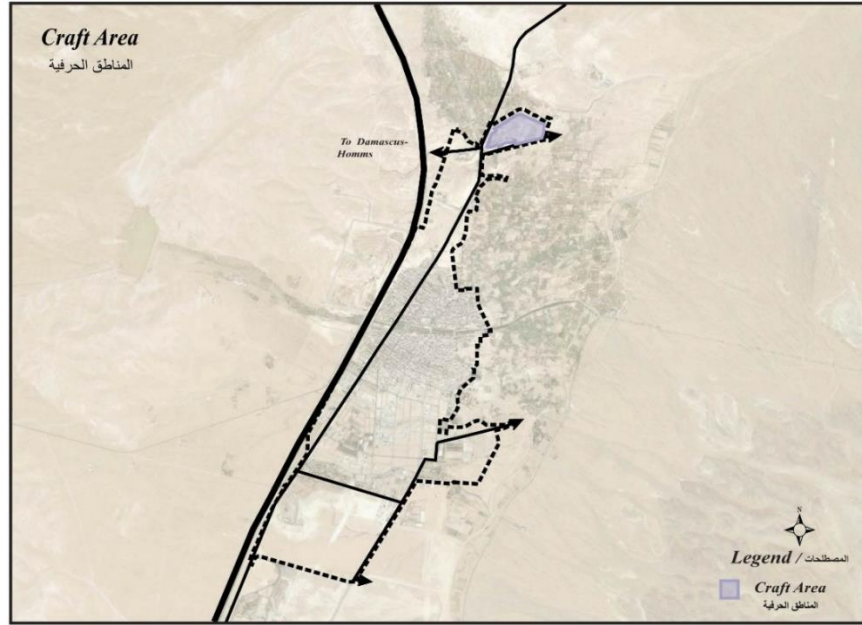 Craft Area
المناطق الحرفية
To Damascus-
Homms
N
Legend / المصطلحات
Craft Area
المناطق الحرفية